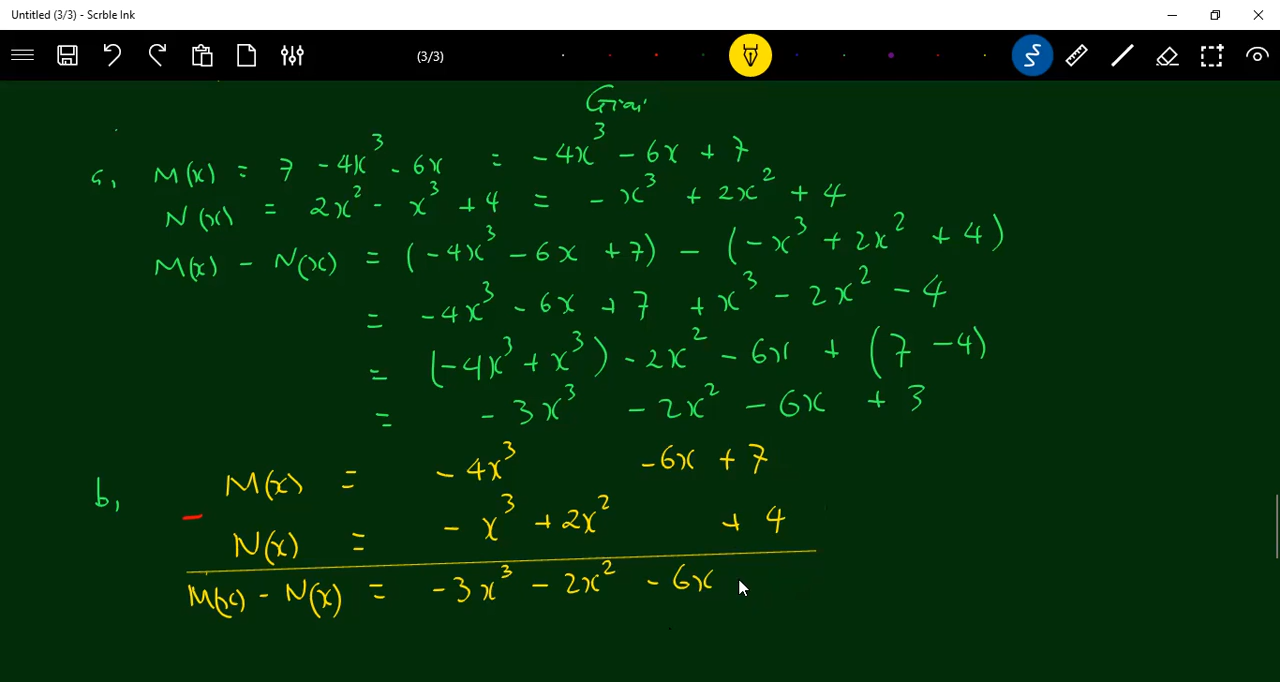 Untitled (3/3) - Scrble Ink
(3/3)
Giải
a, M(x) = 7 - 4x³ - 6x = - 4x³ - 6x + 7
N(x) = 2x² - x³ + 4 = - x³ + 2x² + 4
M(x) - N(x) = (-4x³ - 6x + 7) - (-x³ + 2x² + 4)
= - 4x³ - 6x + 7 + x³ - 2x² - 4
= (-4x³ + x³) - 2x² - 6x + (7 - 4)
= - 3x³ - 2x² - 6x + 3
b, M(x) = - 4x³ - 6x + 7
-
N(x) = - x³ + 2x² + 4
M(x) - N(x) = - 3x³ - 2x² - 6x